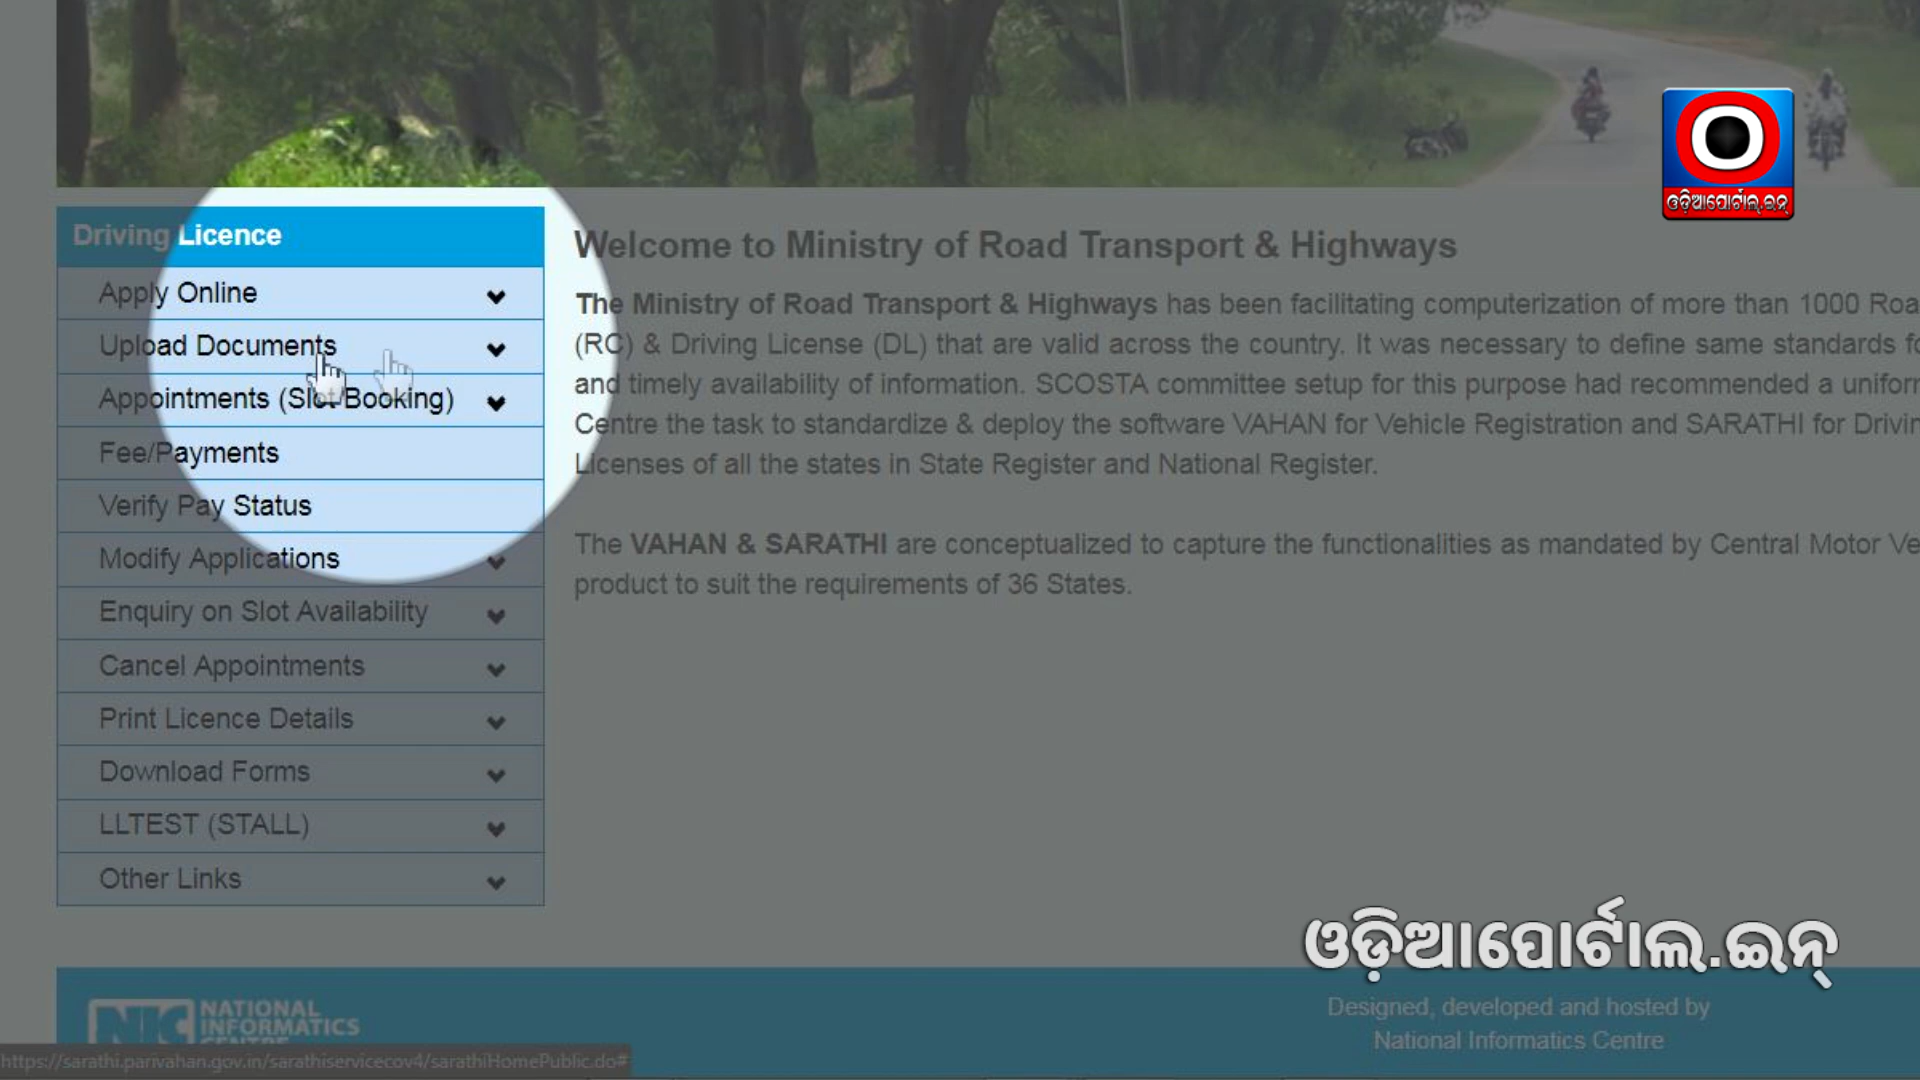 ଓଡ଼ିଆପୋର୍ଟାଲ.ଇନ୍
Driving Licence
Apply Online
Upload Documents
Appointments (Slot Booking)
Fee/Payments
Verify Pay Status
Modify Applications
Enquiry on Slot Availability
Cancel Appointments
Print Licence Details
Download Forms
LLTEST (STALL)
Other Links
Welcome to Ministry of Road Transport & Highways
The Ministry of Road Transport & Highways has been facilitating computerization of more than 1000 Roa
(RC) & Driving License (DL) that are valid across the country. It was necessary to define same standards fo
and timely availability of information. SCOSTA committee setup for this purpose had recommended a uniform
Centre the task to standardize & deploy the software VAHAN for Vehicle Registration and SARATHI for Drivin
Licenses of all the states in State Register and National Register.
The VAHAN & SARATHI are conceptualized to capture the functionalities as mandated by Central Motor Ve
product to suit the requirements of 36 States.
ଓଡ଼ିଆପୋର୍ଟାଲ.ଇନ୍
NIC NATIONAL
INFORMATICS
CENTRE
Designed, developed and hosted by
National Informatics Centre
https://sarathi.parivahan.gov.in/sarathiservicecov4/sarathiHomePublic.do#